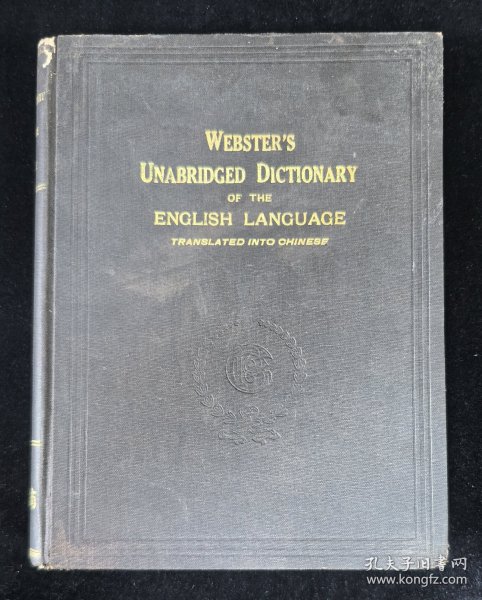 WEBSTER'S
UNABRIDGED DICTIONARY
OF THE
ENGLISH LANGUAGE
TRANSLATED INTO CHINESE
孔夫子旧书网
www.kongfz.com